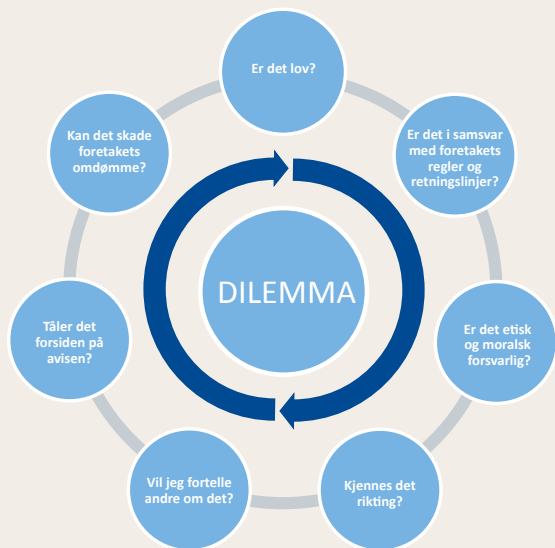 Er det lov?
Er det i samsvar
med foretakets
regler og
retningslinjer?
Er det etisk
og moralsk
forsvarlig?
Kjennes det
rikting?
Vil jeg fortelle
andre om det?
Tåler det
forsiden på
avisen?
Kan det skade
foretakets
omdømme?
DILEMMA